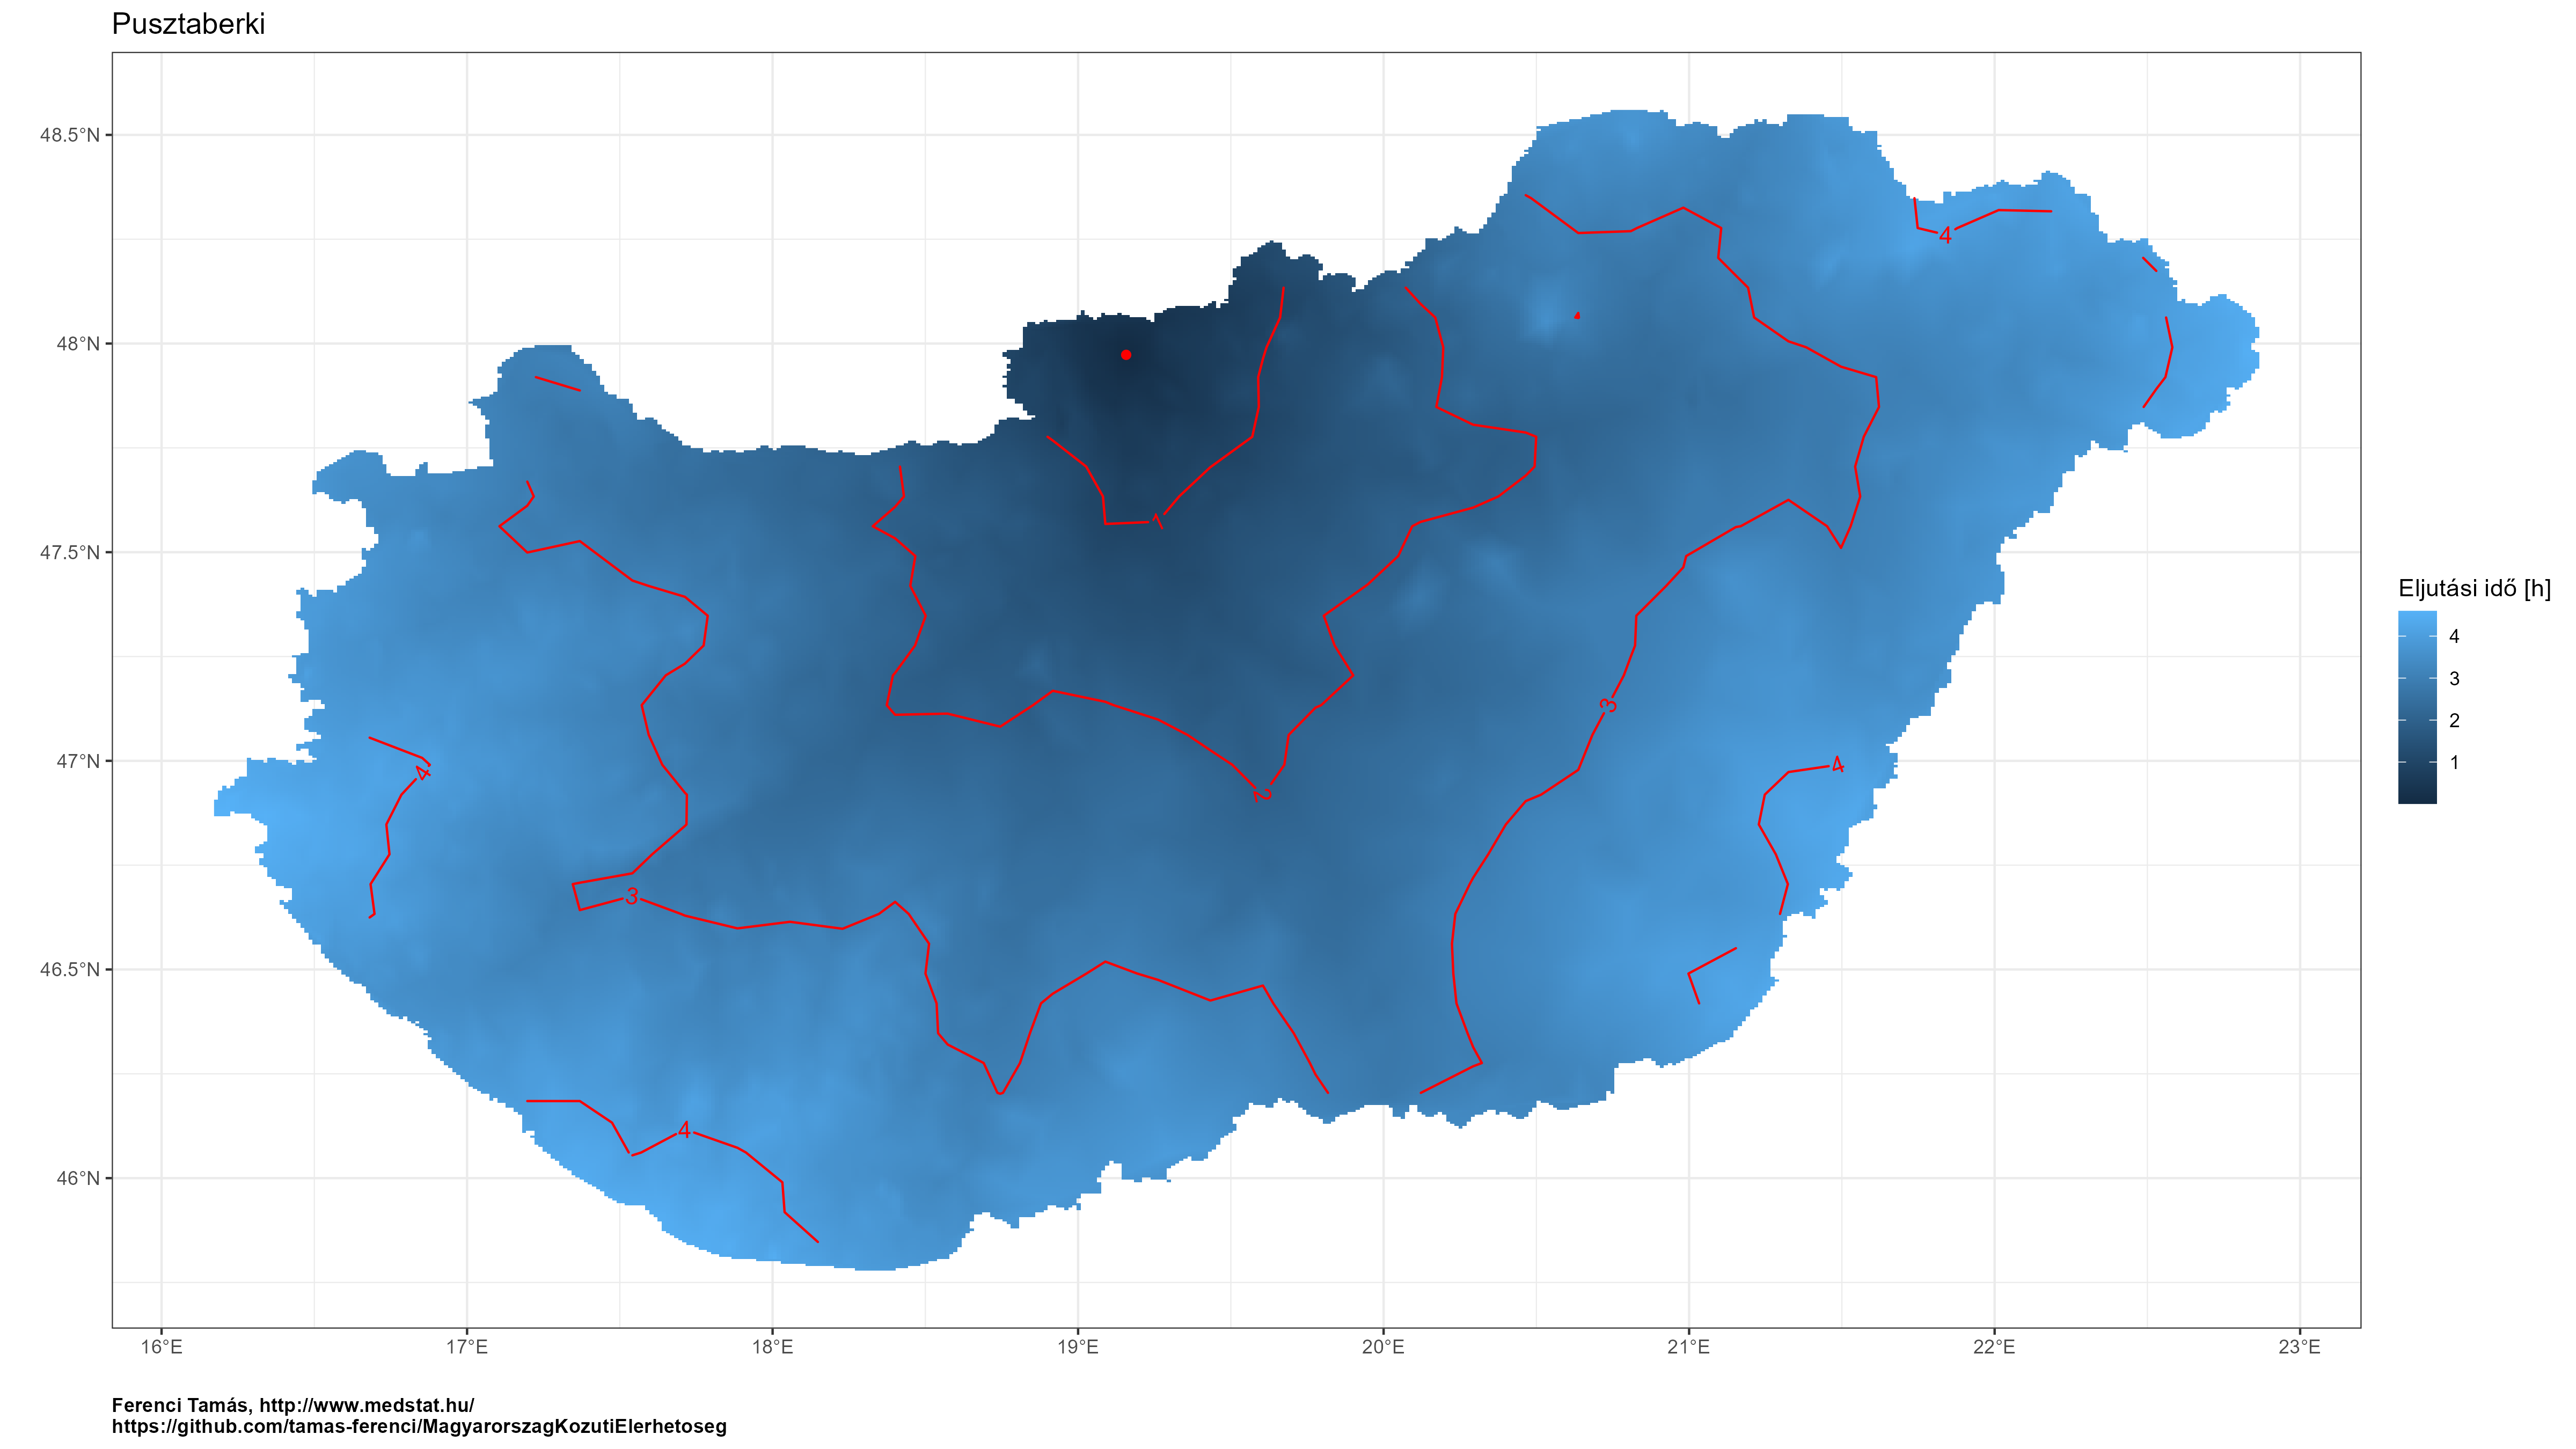 Pusztaberki
48.5°N
48°N
47.5°N
47°N
46.5°N
46°N
16°E
17°E
18°E
19°E
20°E
21°E
22°E
23°E
4
1
3
4
4
2
3
4
Eljutási idő [h]
4
3
2
1
Ferenci Tamás, http://www.medstat.hu/
https://github.com/tamas-ferenci/MagyarorszagKozutiElerhetoseg